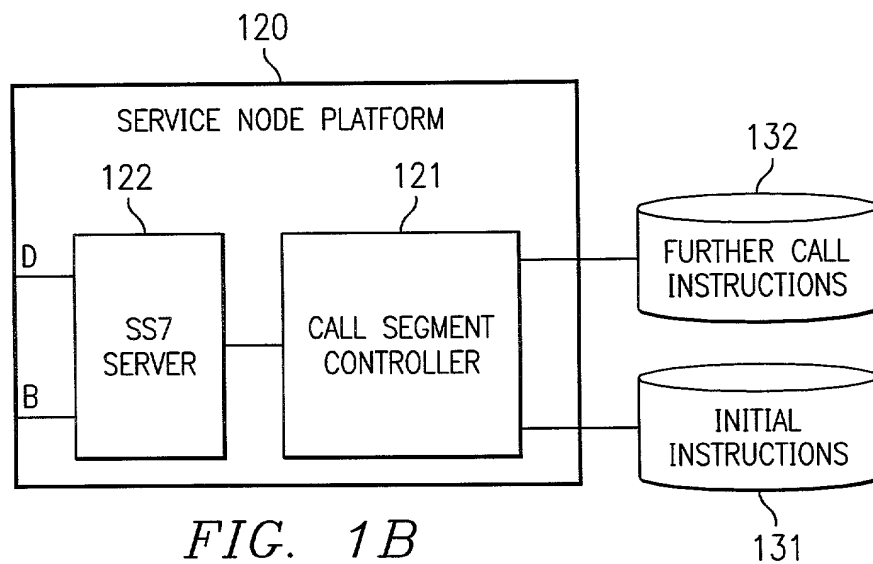 120
SERVICE NODE PLATFORM
132
122
121
D
FURTHER CALL
INSTRUCTIONS
SS7
SERVER
CALL SEGMENT
CONTROLLER
B
INITIAL
INSTRUCTIONS
FIG. 1B
131